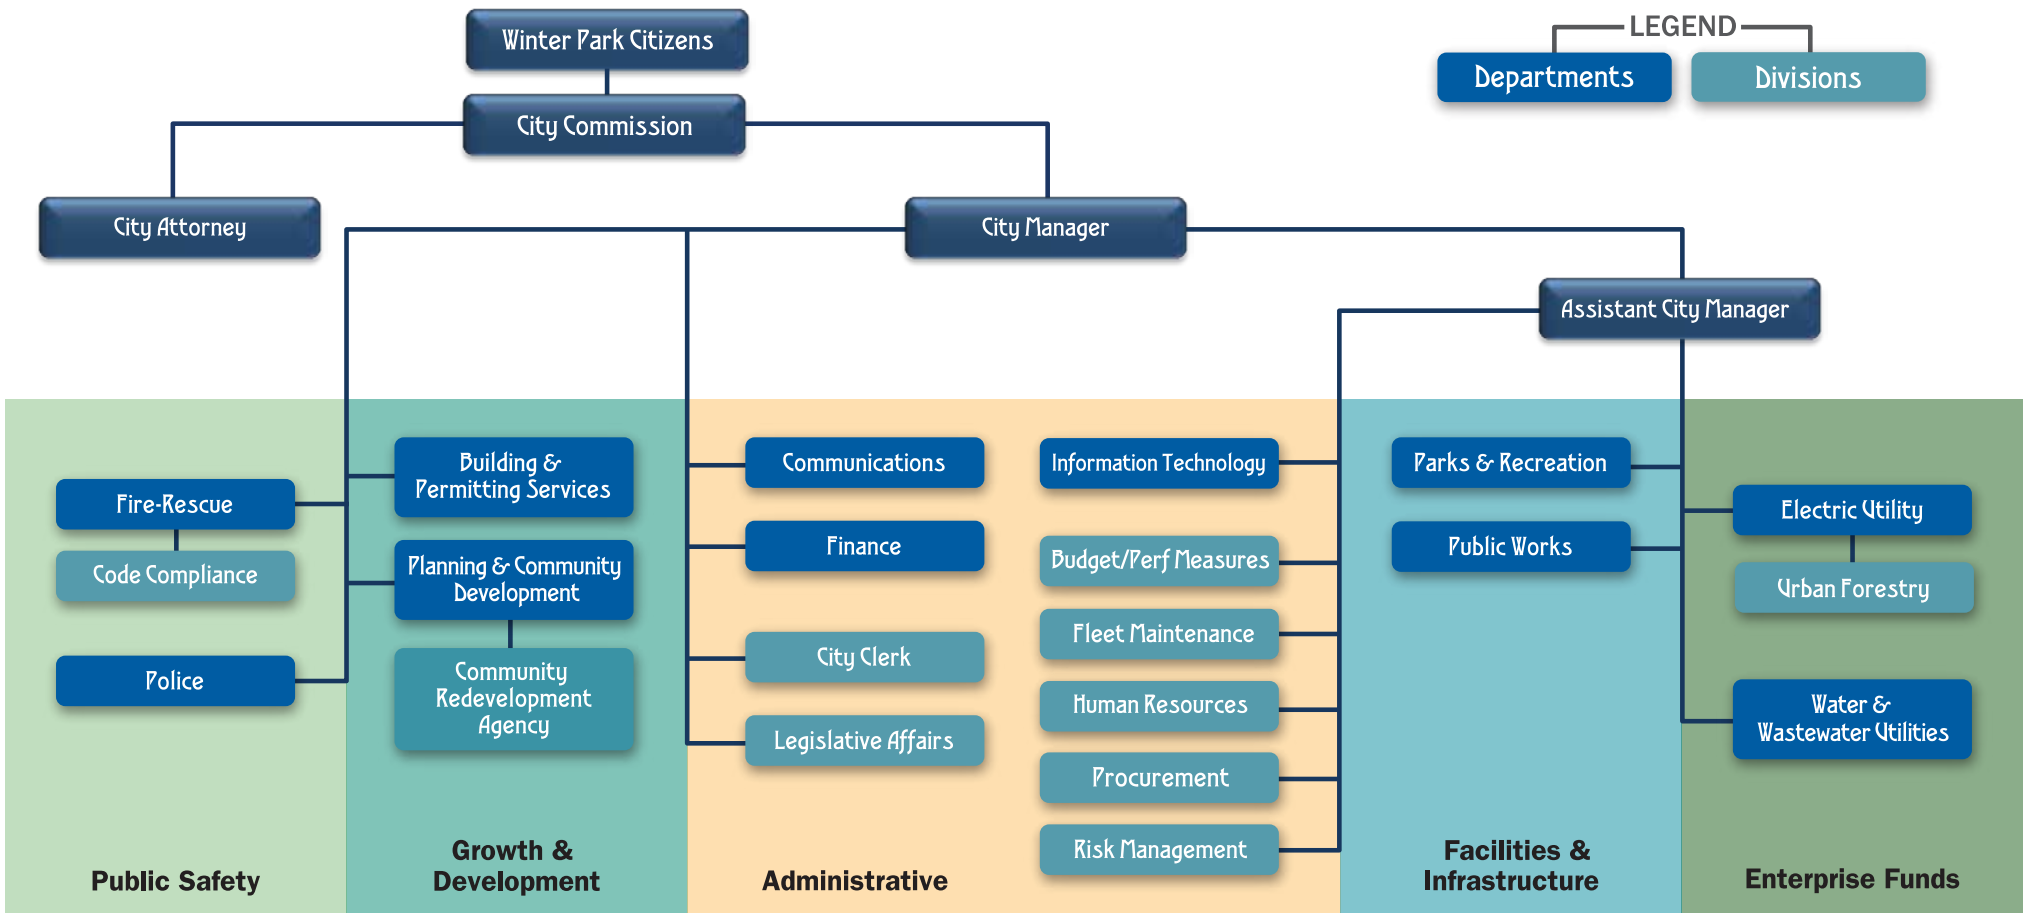 Winter Park Citizens
LEGEND
Departments
Divisions
City Commission
City Attorney
City Manager
Assistant City Manager
Fire-Rescue
Code Compliance
Police
Public Safety
Building &
Permitting Services
Planning & Community
Development
Community
Redevelopment
Agency
Growth &
Development
Communications
Finance
City Clerk
Legislative Affairs
Information Technology
Budget/Perf Measures
Fleet Maintenance
Human Resources
Procurement
Risk Management
Administrative
Parks & Recreation
Public Works
Facilities &
Infrastructure
Electric Utility
Urban Forestry
Water &
Wastewater Utilities
Enterprise Funds